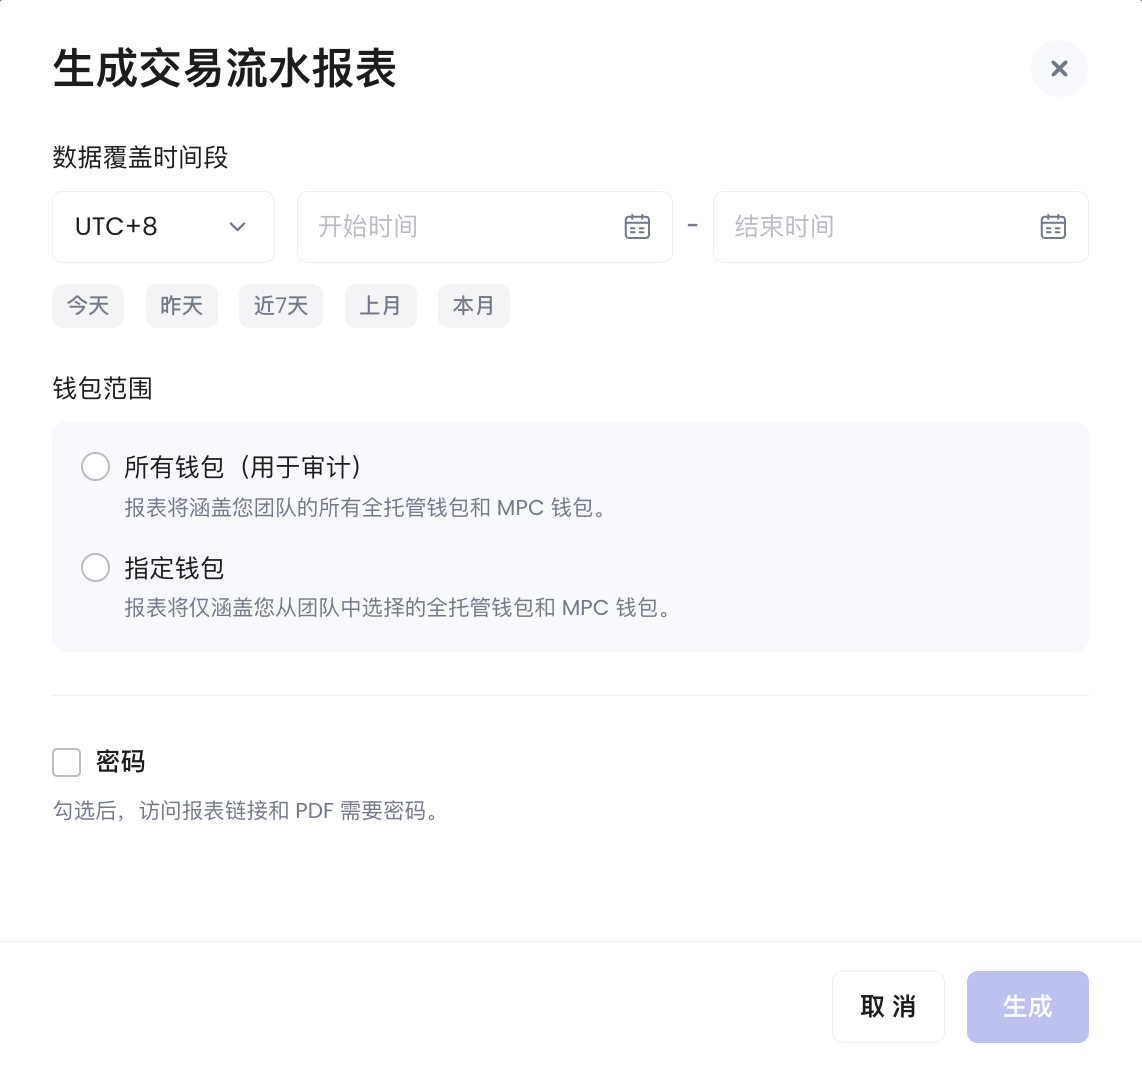 生成交易流水报表
数据覆盖时间段
UTC+8
开始时间
-
结束时间
今天
昨天
近7天
上月
本月
钱包范围
所有钱包（用于审计）
报表将涵盖您团队的所有全托管钱包和 MPC 钱包。
指定钱包
报表将仅涵盖您从团队中选择的全托管钱包和 MPC 钱包。
密码
勾选后，访问报表链接和 PDF 需要密码。
取 消
生成